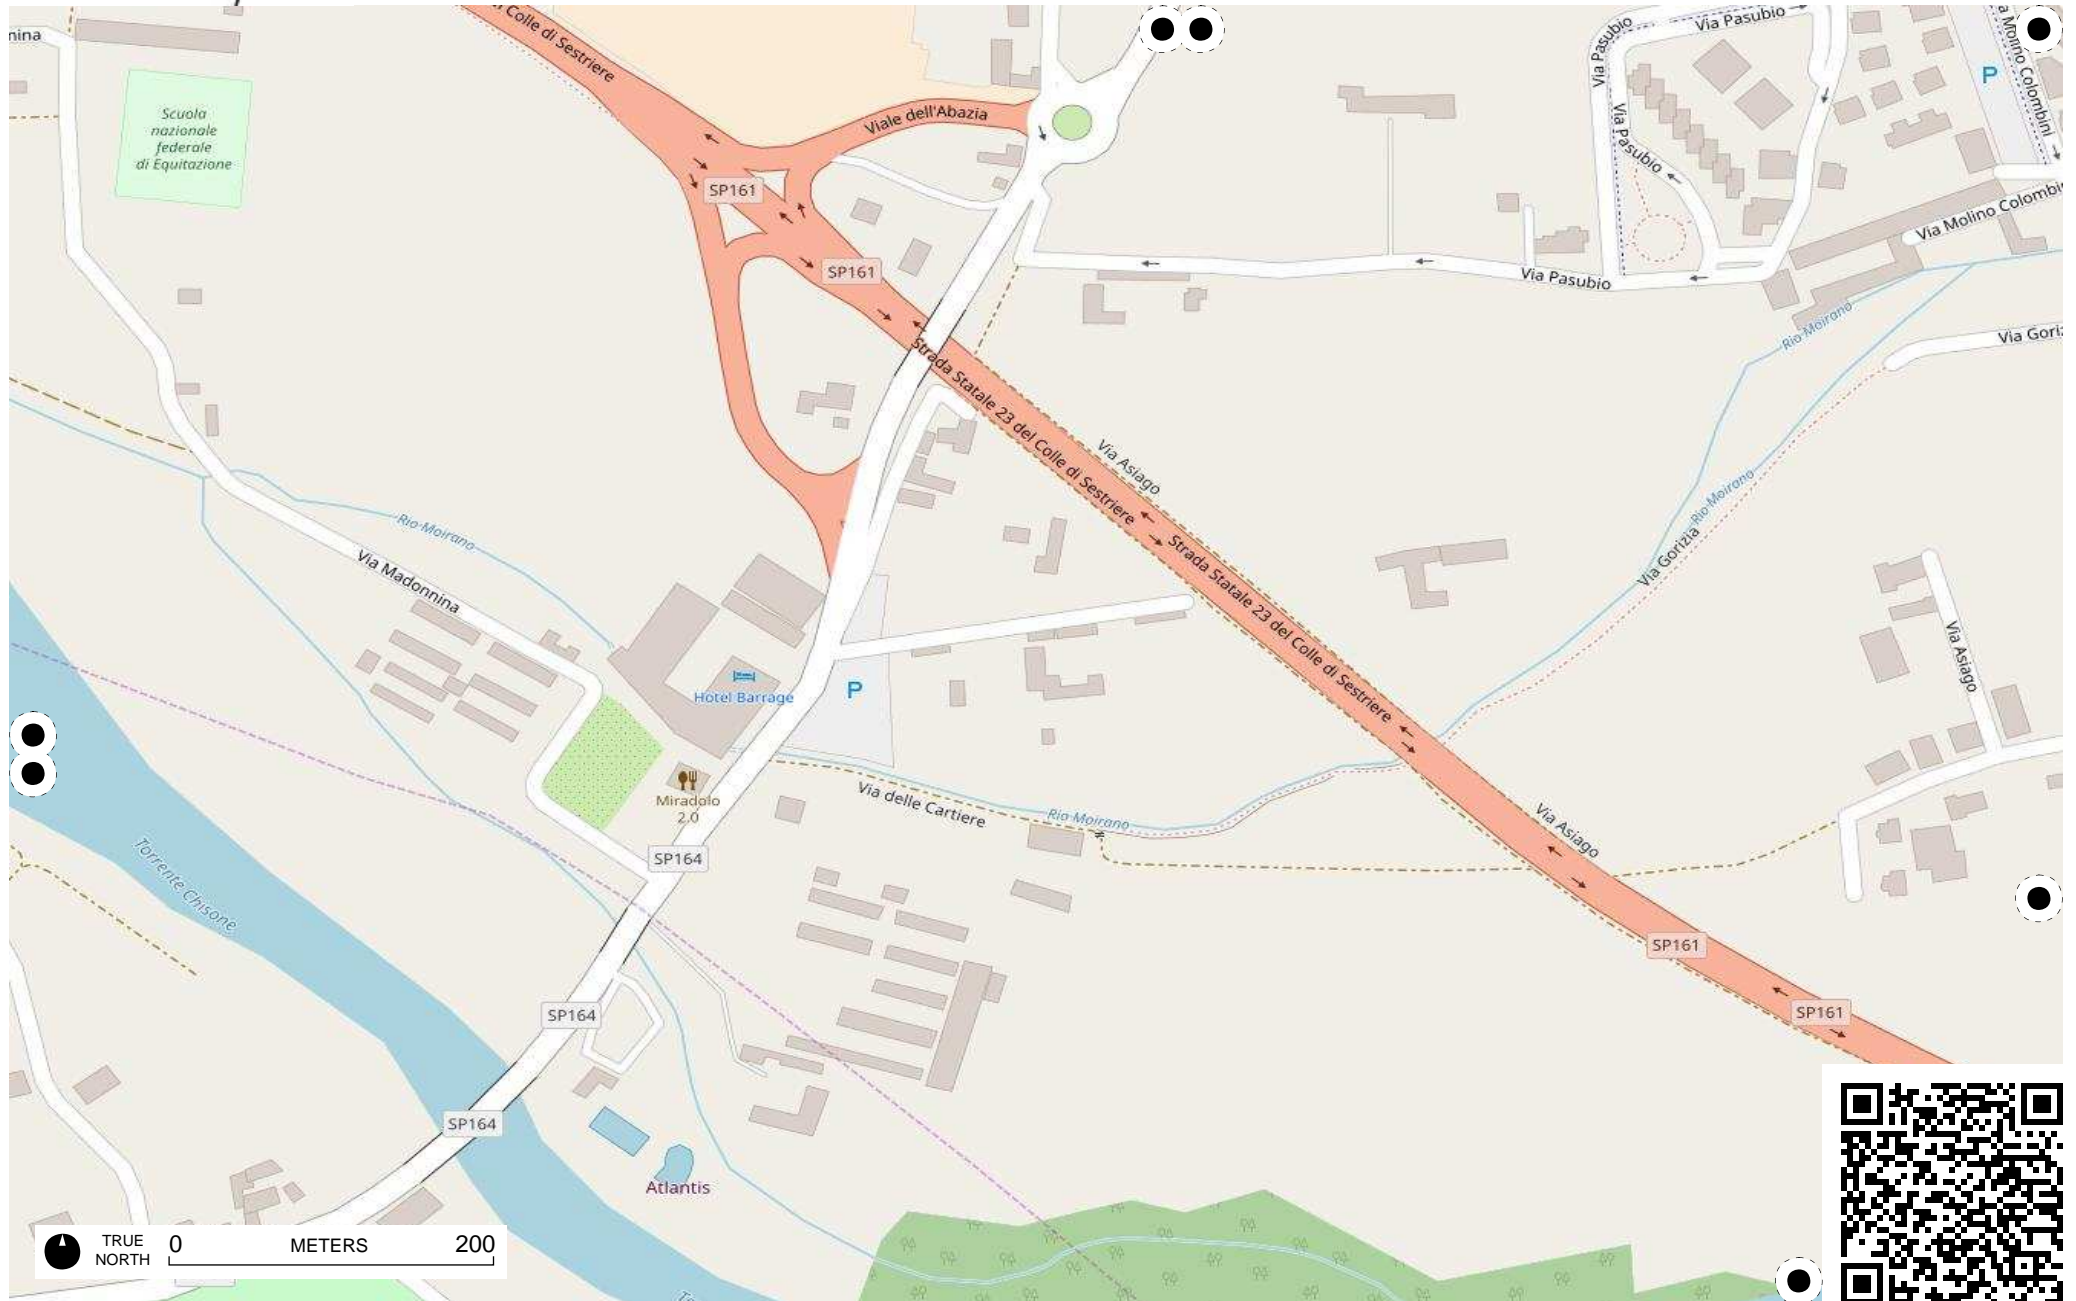 Colle di Sestriere
Via Pasubio
Via Pasubio
Via Pasubio
P
a Molino Colombini
nina
Scuola
nazionale
federale
di Equitazione
Viale dell'Abazia
SP161
Via Molino Colombi
SP161
Via Pasubio
Rio Moirano
Via Goriz
Strada Statale 23 del Colle di Sestriere
Via Asiago
Rio Moirano
Rio Moirano
Via Madonnina
Via Gorizia
Strada Statale 23 del Colle di Sestriere
Via Asiago
Hotel Barrage
P
Miradolo
2.0
Via delle Cartiere
Rio Moirano
Via Asiago
SP164
Torrente Chisone
SP161
SP164
SP161
SP164
Atlantis
TRUE
NORTH
0 METERS 200